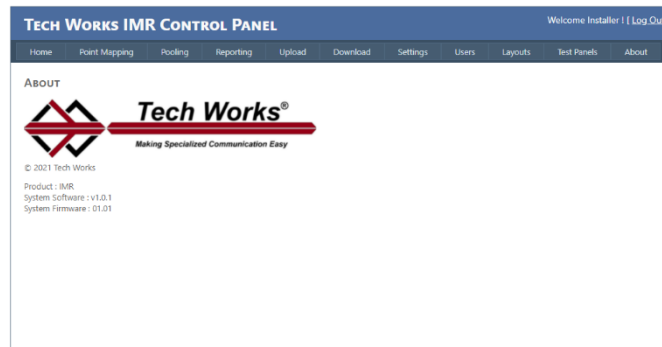 TECH WORKS IMR CONTROL PANEL
Welcome Installer ! [ Log Ou
Home Point Mapping Pooling Reporting Upload Download Settings Users Layouts Test Panels About
ABOUT
Tech Works®
Making Specialized Communication Easy
© 2021 Tech Works
Product : IMR
System Software : v1.0.1
System Firmware : 01.01